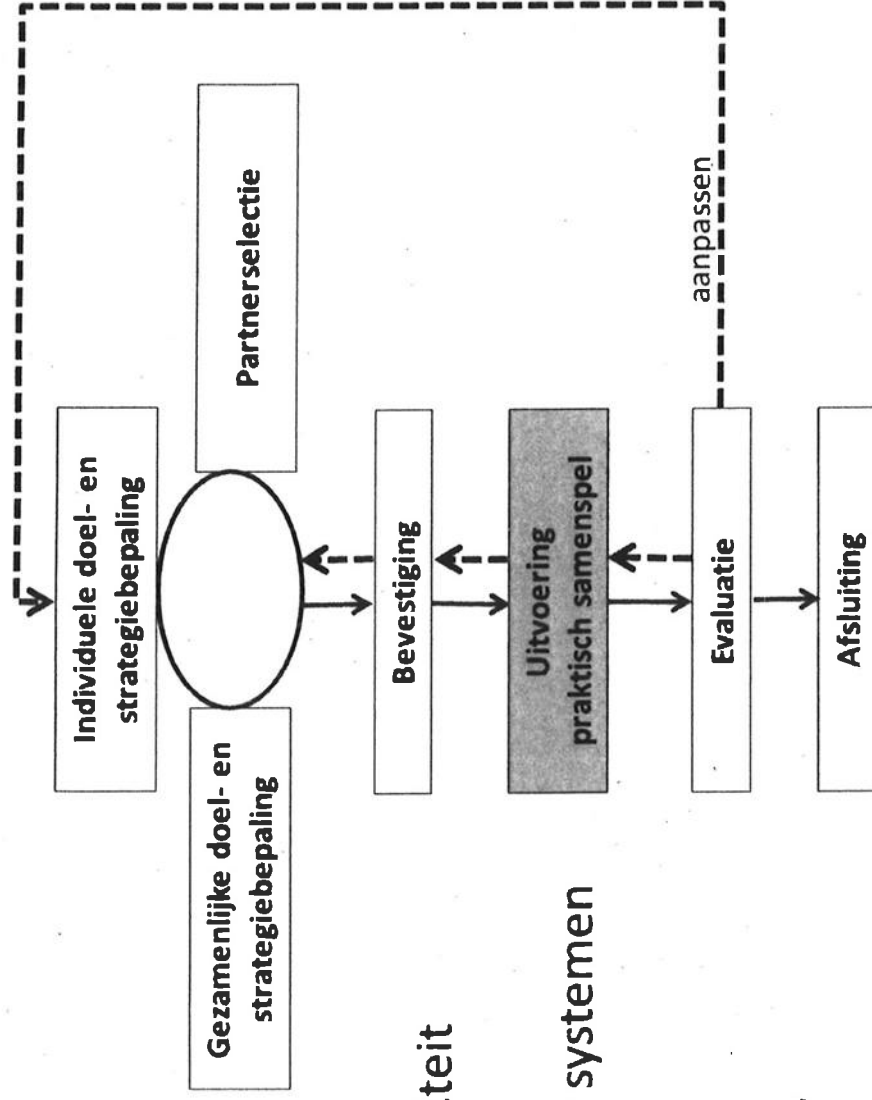 Individuele doel- en
strategiebepaling
Gezamenlijke doel- en
strategiebepaling
Partnerselectie
Bevestiging
Uitvoering
praktisch samenspel
aanpassen
Evaluatie
Afsluiting
teit
systemen